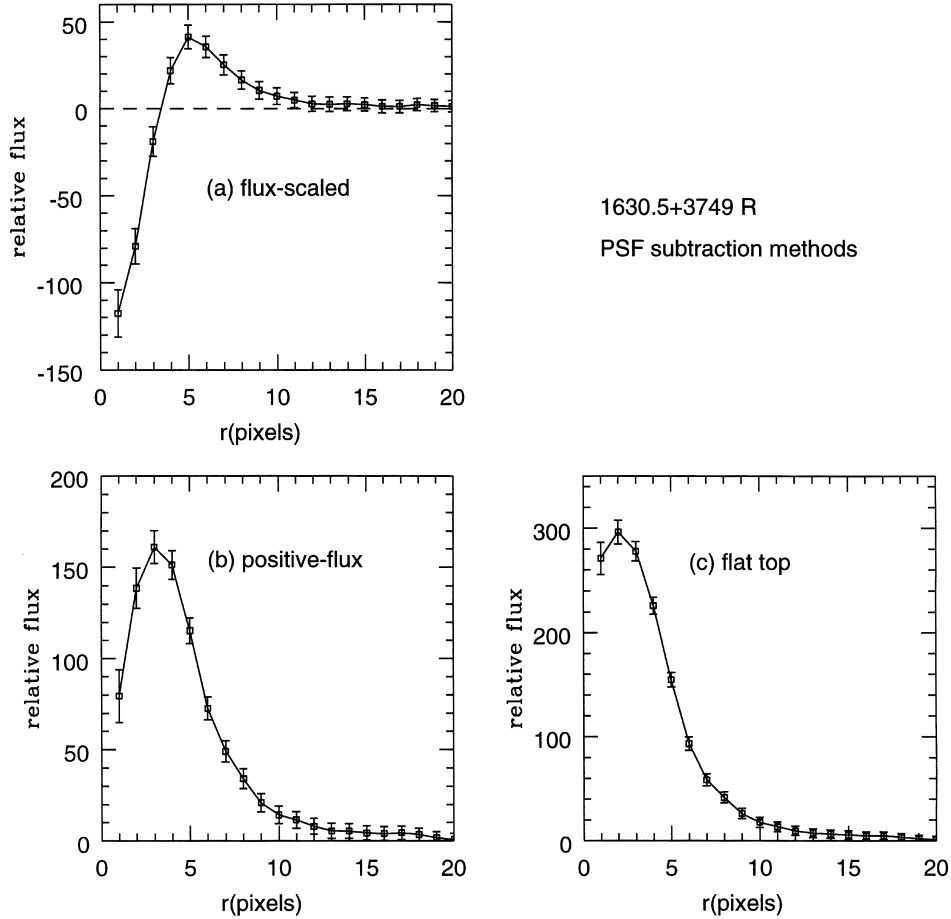 50
0
-50
-100
-150
relative flux
(a) flux-scaled
0 5 10 15 20
r(pixels)
1630.5+3749 R
PSF subtraction methods
200
150
100
50
0
relative flux
(b) positive-flux
0 5 10 15 20
r(pixels)
300
200
100
0
relative flux
(c) flat top
0 5 10 15 20
r(pixels)